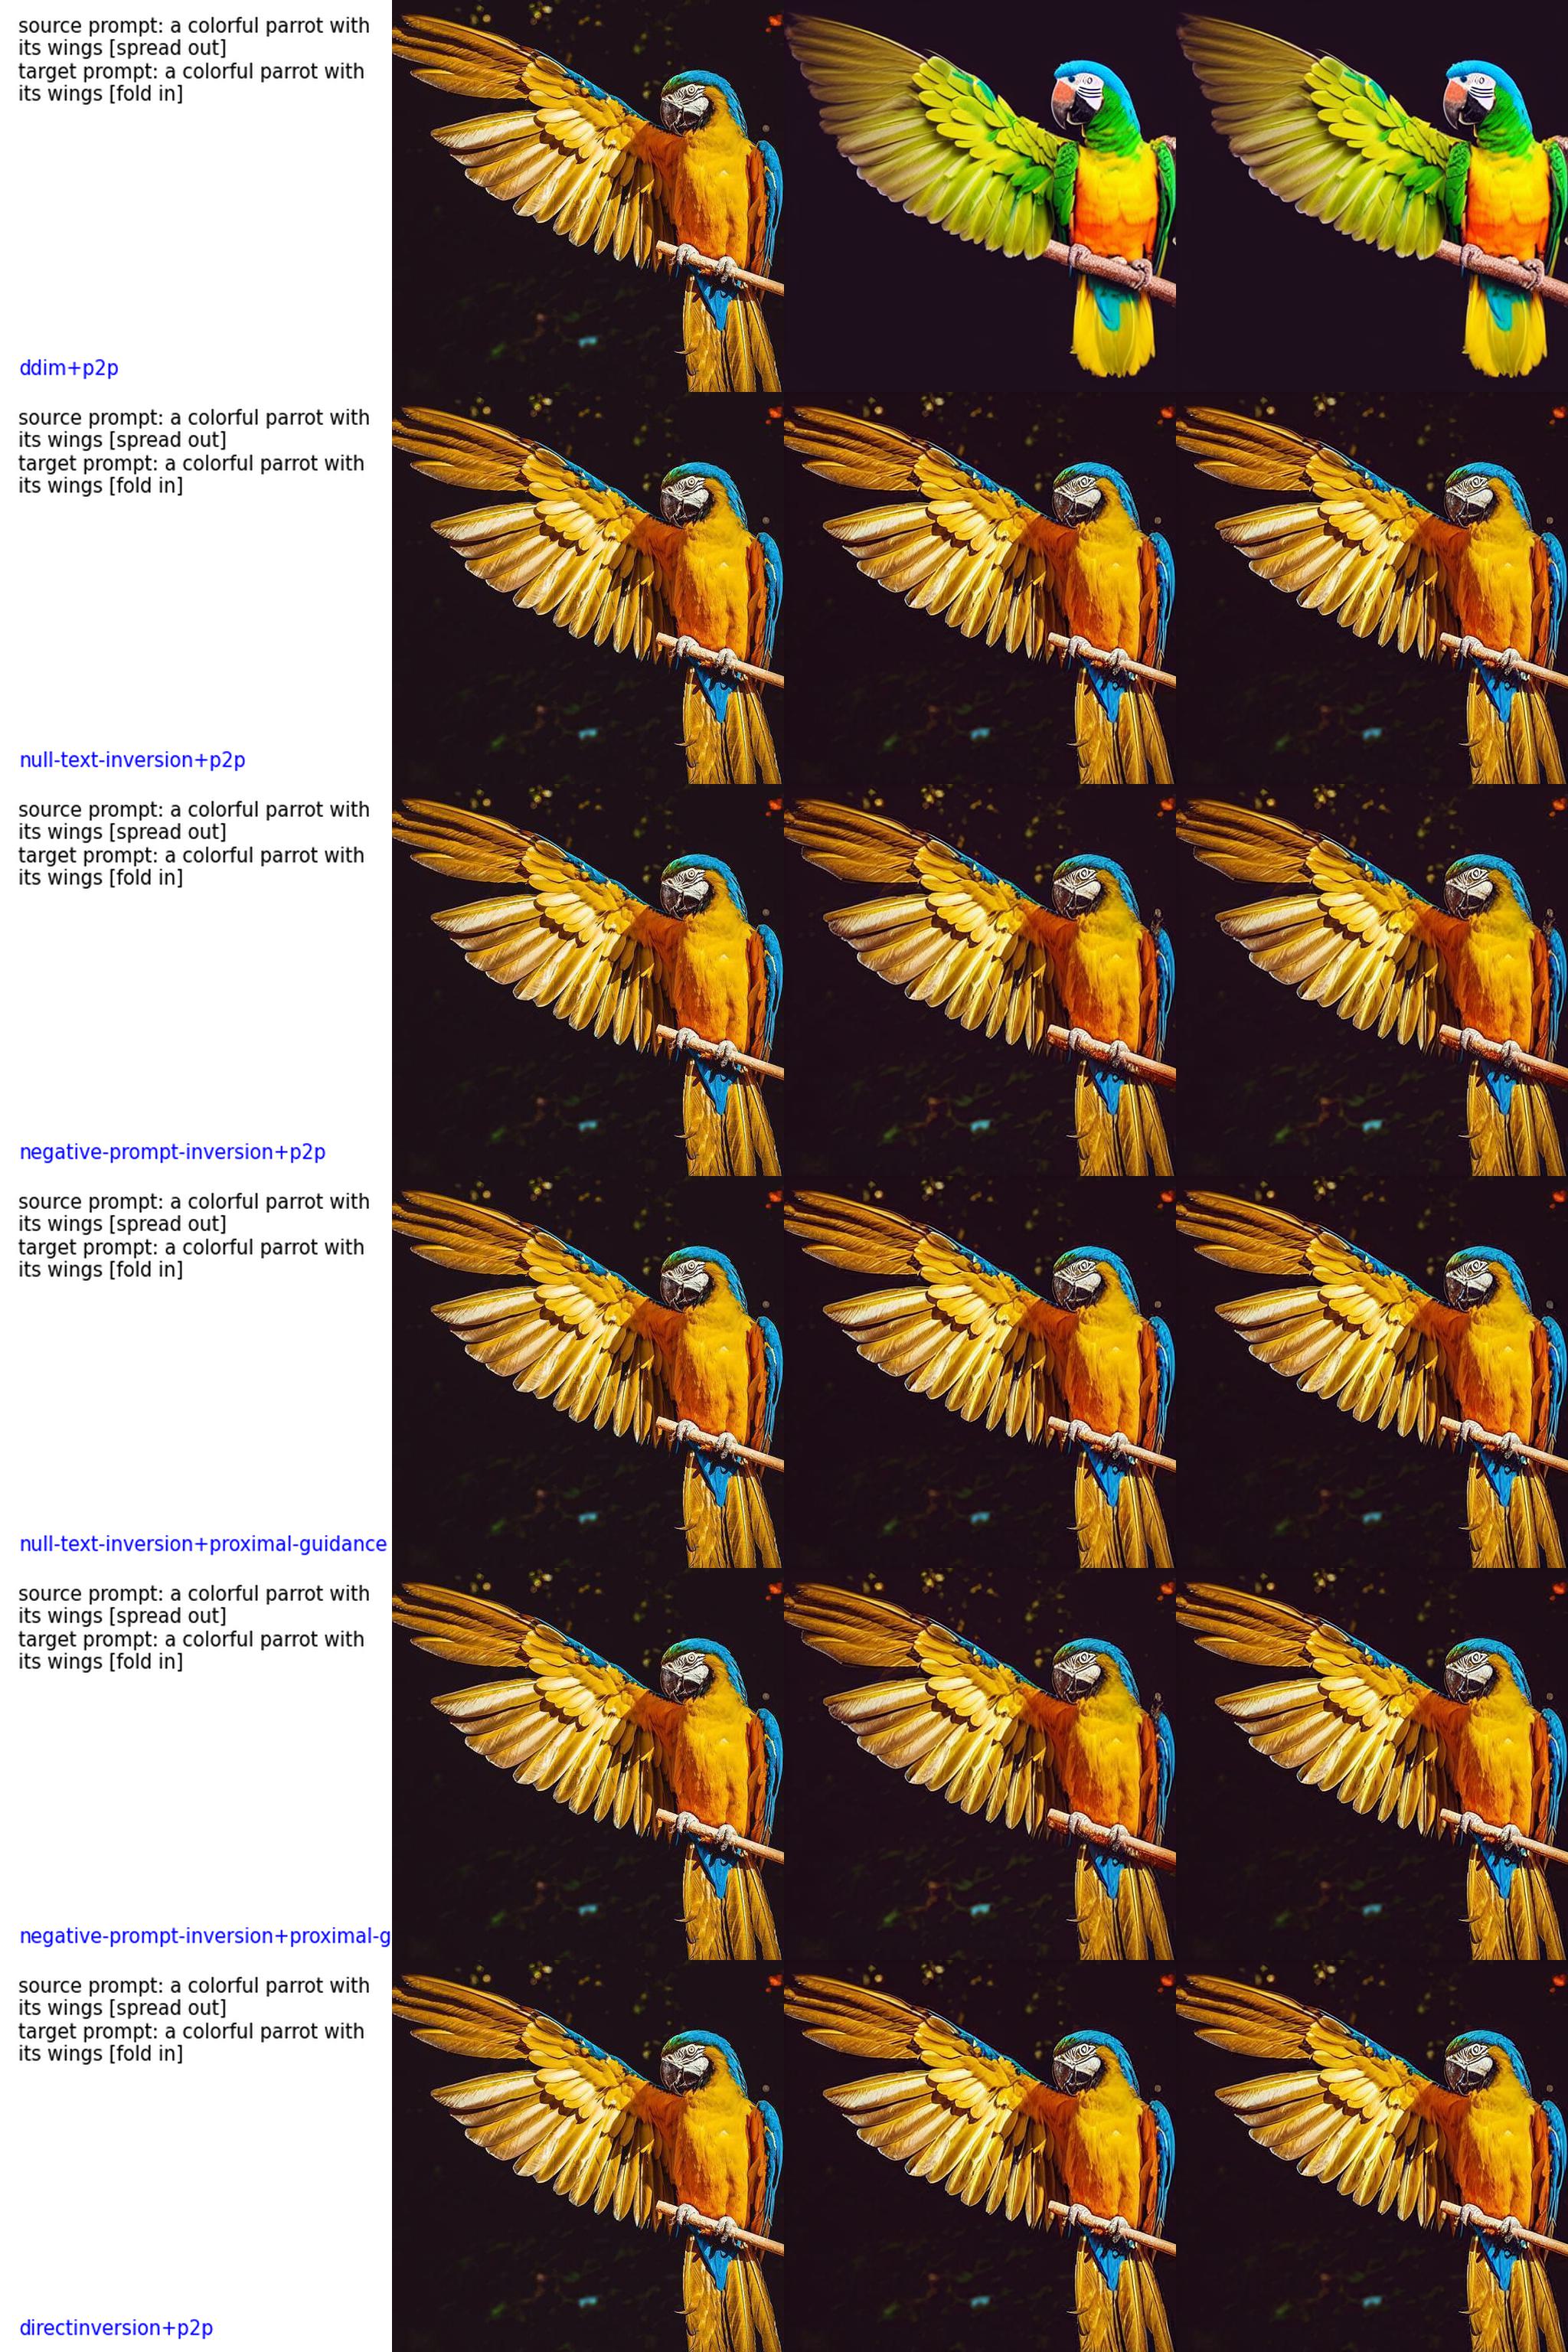 source prompt: a colorful parrot with
its wings [spread out]
target prompt: a colorful parrot with
its wings [fold in]
ddim+p2p
source prompt: a colorful parrot with
its wings [spread out]
target prompt: a colorful parrot with
its wings [fold in]
null-text-inversion+p2p
source prompt: a colorful parrot with
its wings [spread out]
target prompt: a colorful parrot with
its wings [fold in]
negative-prompt-inversion+p2p
source prompt: a colorful parrot with
its wings [spread out]
target prompt: a colorful parrot with
its wings [fold in]
null-text-inversion+proximal-guidance
source prompt: a colorful parrot with
its wings [spread out]
target prompt: a colorful parrot with
its wings [fold in]
negative-prompt-inversion+proximal-g
source prompt: a colorful parrot with
its wings [spread out]
target prompt: a colorful parrot with
its wings [fold in]
directinversion+p2p